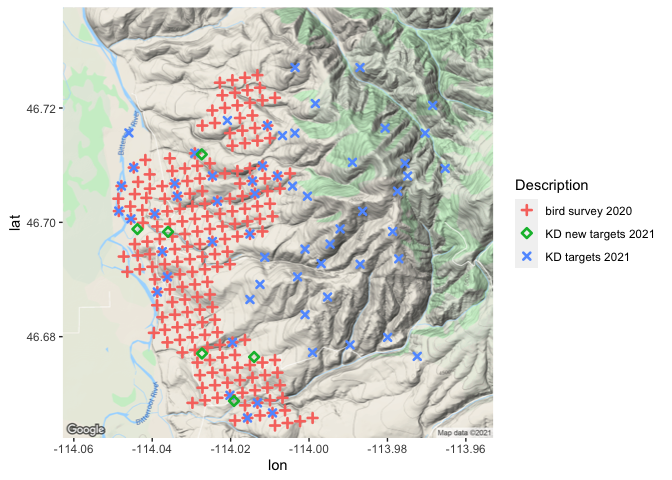 46.72
46.70
46.68
lat
-114.06
-114.04
-114.02
-114.00
-113.98
-113.96
lon
Bitterroot River
Bitterroot River
Google
Map data ©2021
Description
bird survey 2020
KD new targets 2021
KD targets 2021